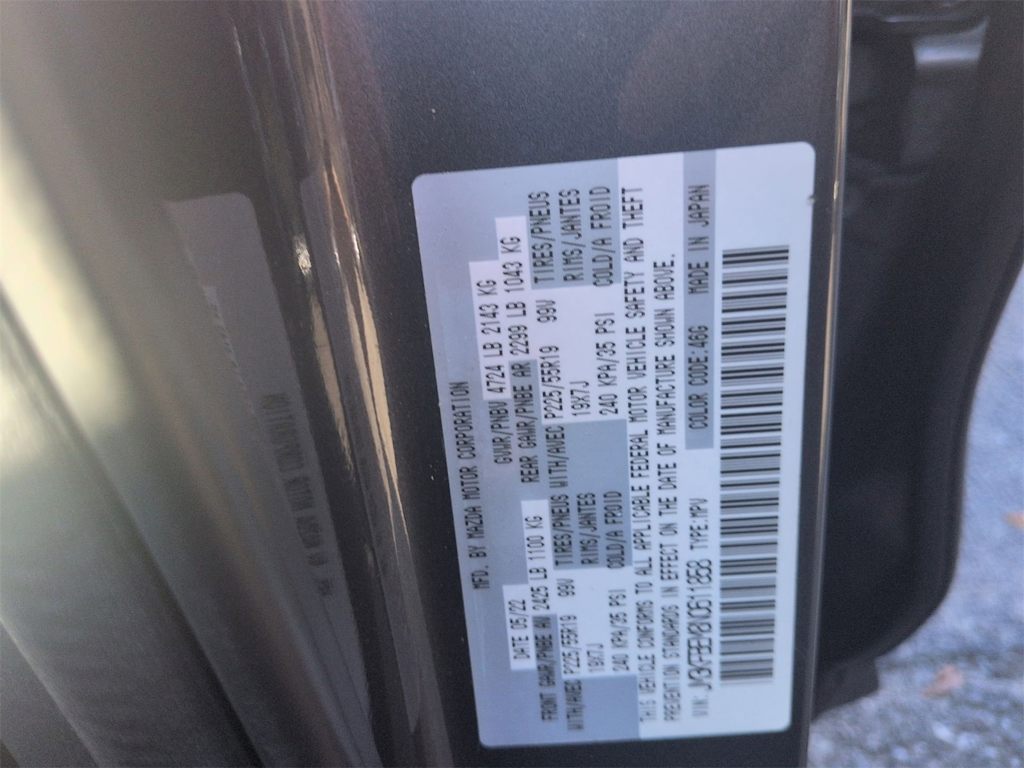 MFD. BY MAZDA MOTOR CORPORATION
DATE 05/22 GVWR/PNBV 4724 LB 2143 KG
FRONT GAWR/PNBE AV 2425 LB 1100 KG REAR GAWR/PNBE AR 2299 LB 1043 KG
WITH/AVEC P225/55R19 99V TIRES/PNEUS WITH/AVEC P225/55R19 99V TIRES/PNEUS
19X7J RIMS/JANTES 19X7J RIMS/JANTES
240 KPA/35 PSI COLD/A FROID 240 KPA/35 PSI COLD/A FROID
THIS VEHICLE CONFORMS TO ALL APPLICABLE FEDERAL MOTOR VEHICLE SAFETY AND THEFT
PREVENTION STANDARDS IN EFFECT ON THE DATE OF MANUFACTURE SHOWN ABOVE.
VIN: TYPE:MPV COLOR CODE:46G MADE IN JAPAN